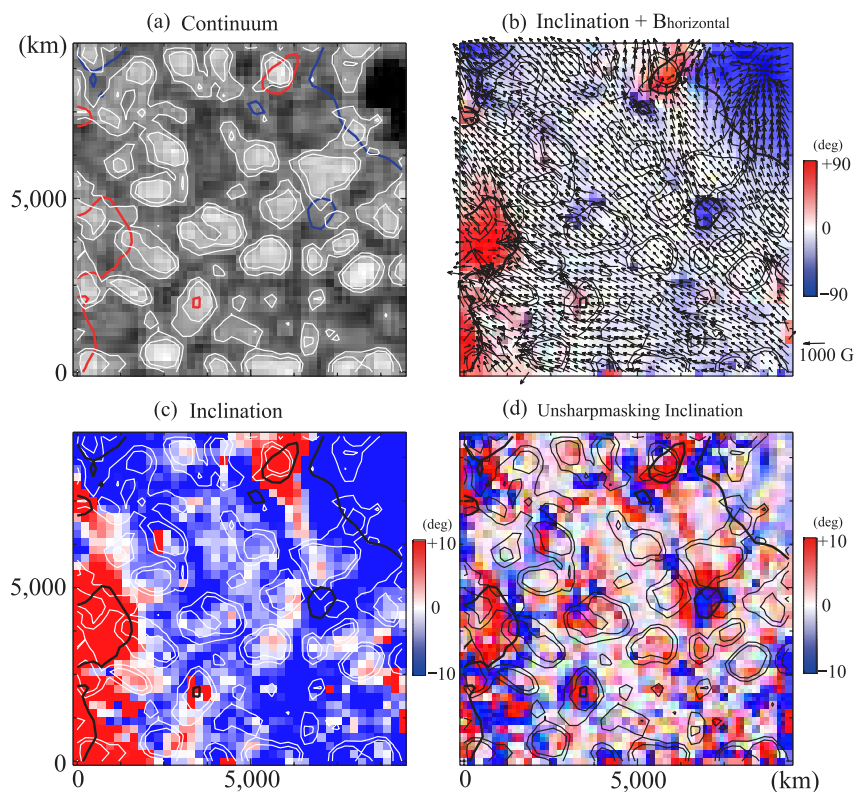 (a) Continuum
(b) Inclination + Bhorizontal
(km)
5,000
0
(deg)
+90
0
−90
1000 G
(c) Inclination
(d) Unsharpmasking Inclination
5,000
0
(deg)
+10
0
−10
(deg)
+10
0
−10
0
5,000
0
5,000
(km)